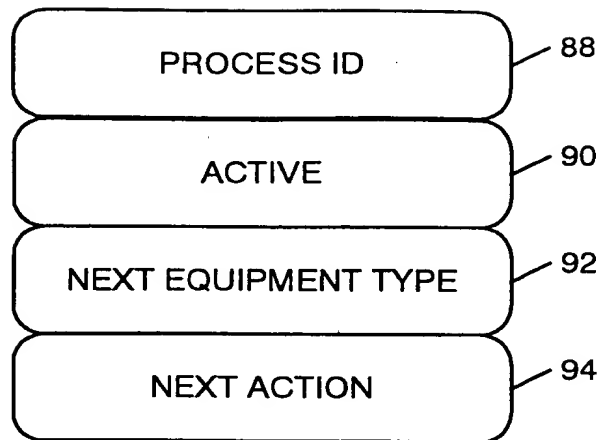 PROCESS ID 88
ACTIVE 90
NEXT EQUIPMENT TYPE 92
NEXT ACTION 94